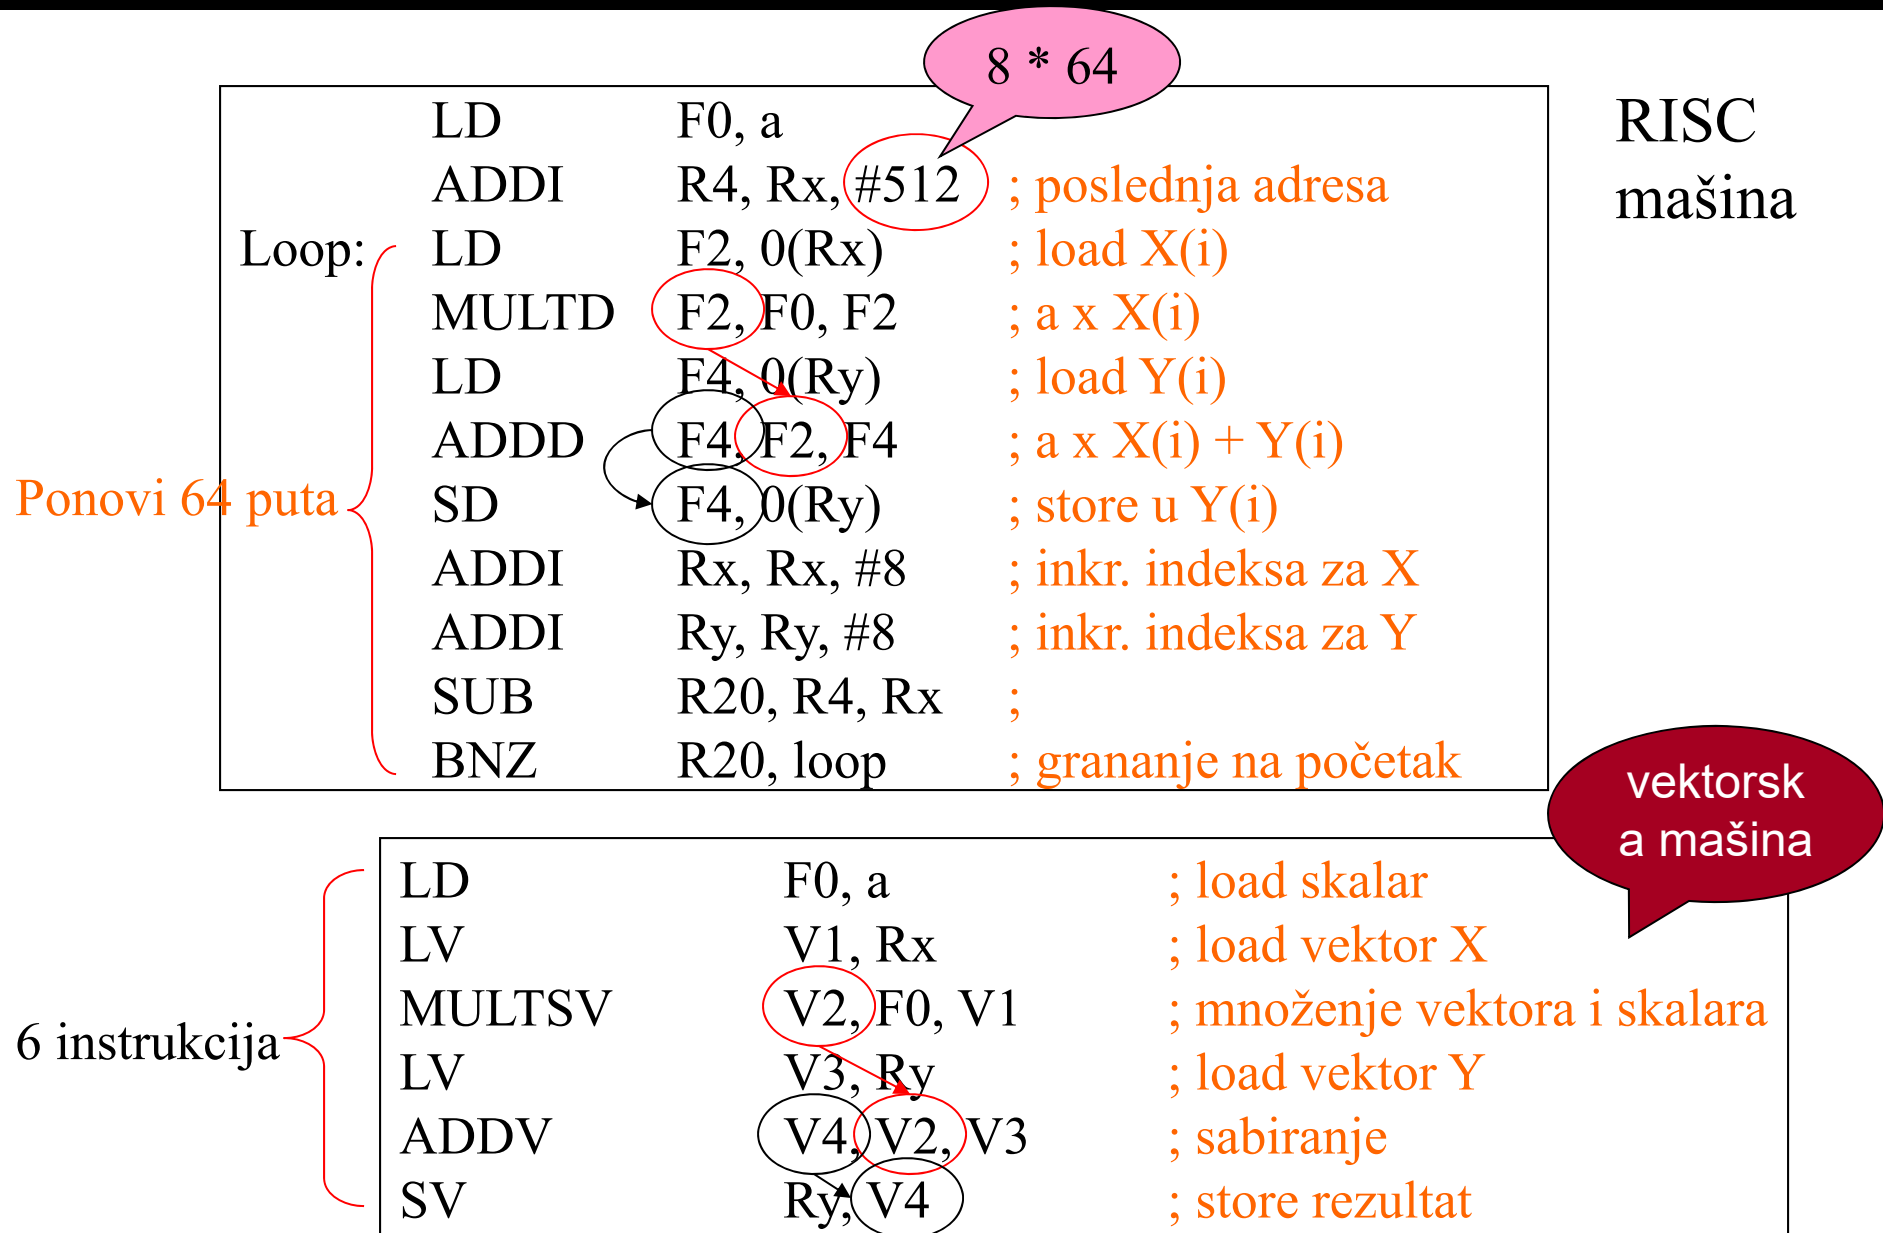 8 * 64
RISC
mašina
LD F0, a
ADDI R4, Rx, #512 ; poslednja adresa
Loop: LD F2, 0(Rx) ; load X(i)
MULTD F2, F0, F2 ; a x X(i)
LD F4, 0(Ry) ; load Y(i)
ADDD F4, F2, F4 ; a x X(i) + Y(i)
Ponovi 64 puta
SD F4, 0(Ry) ; store u Y(i)
ADDI Rx, Rx, #8 ; inkr. indeksa za X
ADDI Ry, Ry, #8 ; inkr. indeksa za Y
SUB R20, R4, Rx ;
BNZ R20, loop ; grananje na početak
vektorsk
a mašina
LD F0, a ; load skalar
LV V1, Rx ; load vektor X
MULTSV V2, F0, V1 ; množenje vektora i skalara
6 instrukcija
LV V3, Ry ; load vektor Y
ADDV V4, V2, V3 ; sabiranje
SV Ry, V4 ; store rezultat